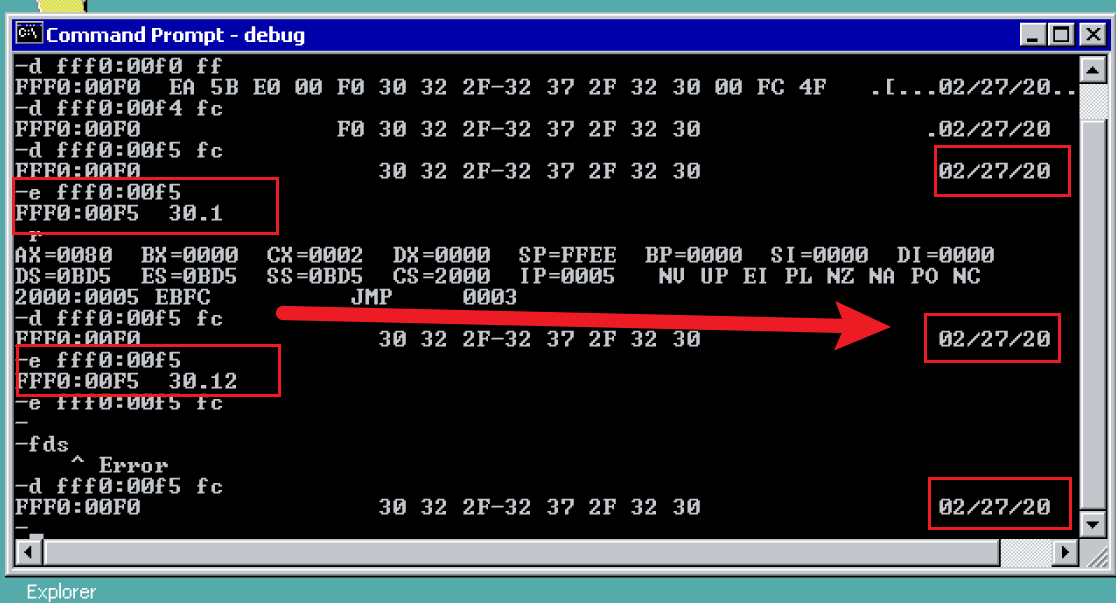 Command Prompt - debug
-d fff0:00f0 ff
FFF0:00F0 EA 5B E0 00 F0 30 32 2F-32 37 2F 32 30 00 FC 4F .[...02/27/20..
-d fff0:00f4 fc
FFF0:00F0 F0 30 32 2F-32 37 2F 32 30 .02/27/20
-d fff0:00f5 fc
FFF0:00F0 30 32 2F-32 37 2F 32 30 02/27/20
-e fff0:00f5
FFF0:00F5 30.1
-r
AX=0080 BX=0000 CX=0002 DX=0000 SP=FFEE BP=0000 SI=0000 DI=0000
DS=0BD5 ES=0BD5 SS=0BD5 CS=2000 IP=0005 NV UP EI PL NZ NA PO NC
2000:0005 EBFC JMP 0003
-d fff0:00f5 fc
FFF0:00F0 30 32 2F-32 37 2F 32 30 02/27/20
-e fff0:00f5
FFF0:00F5 30.12
-e fff0:00f5 fc
-
-fds
^ Error
-d fff0:00f5 fc
FFF0:00F0 30 32 2F-32 37 2F 32 30 02/27/20
-
Explorer